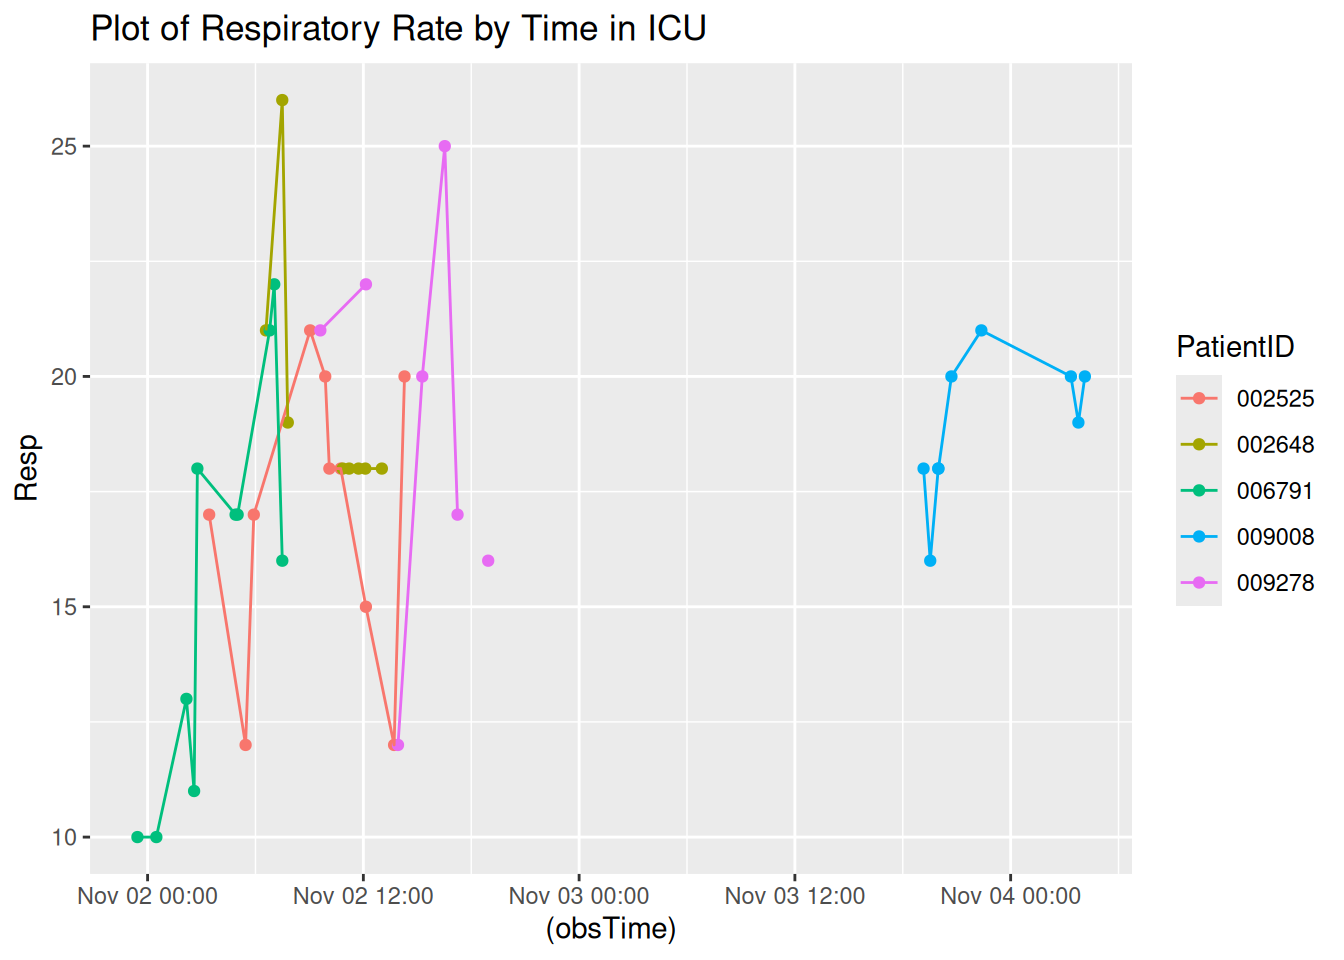 Plot of Respiratory Rate by Time in ICU
25
20
15
10
Resp
Nov 02 00:00 Nov 02 12:00 Nov 03 00:00 Nov 03 12:00 Nov 04 00:00
(obsTime)
PatientID
002525
002648
006791
009008
009278